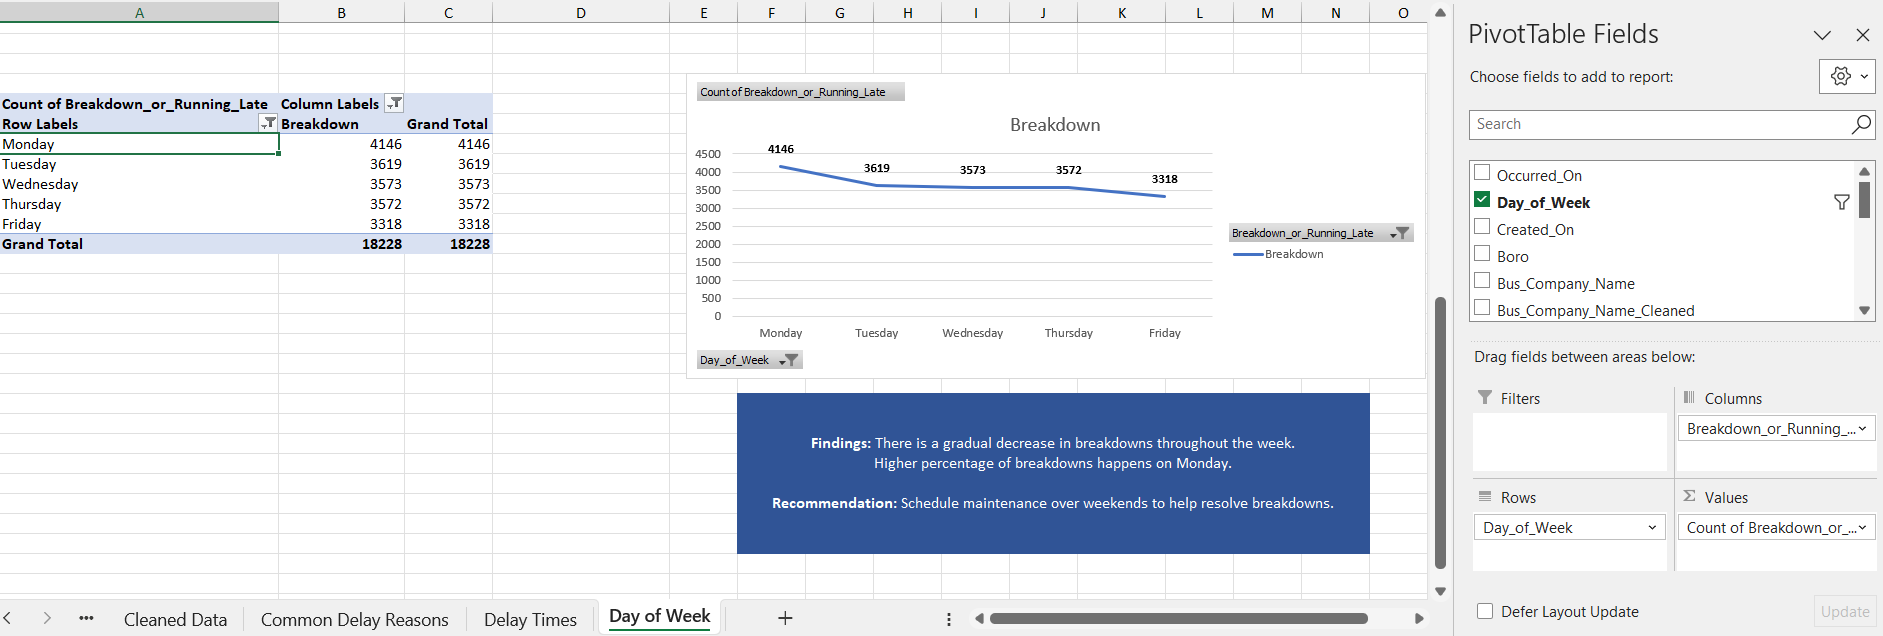 A B C D E F G H I J K L M N O
Count of Breakdown_or_Running_Late Column Labels
Row Labels Breakdown Grand Total
Monday 4146 4146
Tuesday 3619 3619
Wednesday 3573 3573
Thursday 3572 3572
Friday 3318 3318
Grand Total 18228 18228
Count of Breakdown_or_Running_Late
Breakdown
4146
3619
3573
3572
3318
4500
4000
3500
3000
2500
2000
1500
1000
500
0
Monday Tuesday Wednesday Thursday Friday
Breakdown_or_Running_Late
Breakdown
Day_of_Week
Findings: There is a gradual decrease in breakdowns throughout the week.
Higher percentage of breakdowns happens on Monday.
Recommendation: Schedule maintenance over weekends to help resolve breakdowns.
Cleaned Data Common Delay Reasons Delay Times Day of Week
PivotTable Fields
Choose fields to add to report:
Search
Occurred_On
Day_of_Week
Created_On
Boro
Bus_Company_Name
Bus_Company_Name_Cleaned
Drag fields between areas below:
Filters
Columns
Breakdown_or_Running_...
Rows
Day_of_Week
Σ Values
Count of Breakdown_or_...
Defer Layout Update
Update